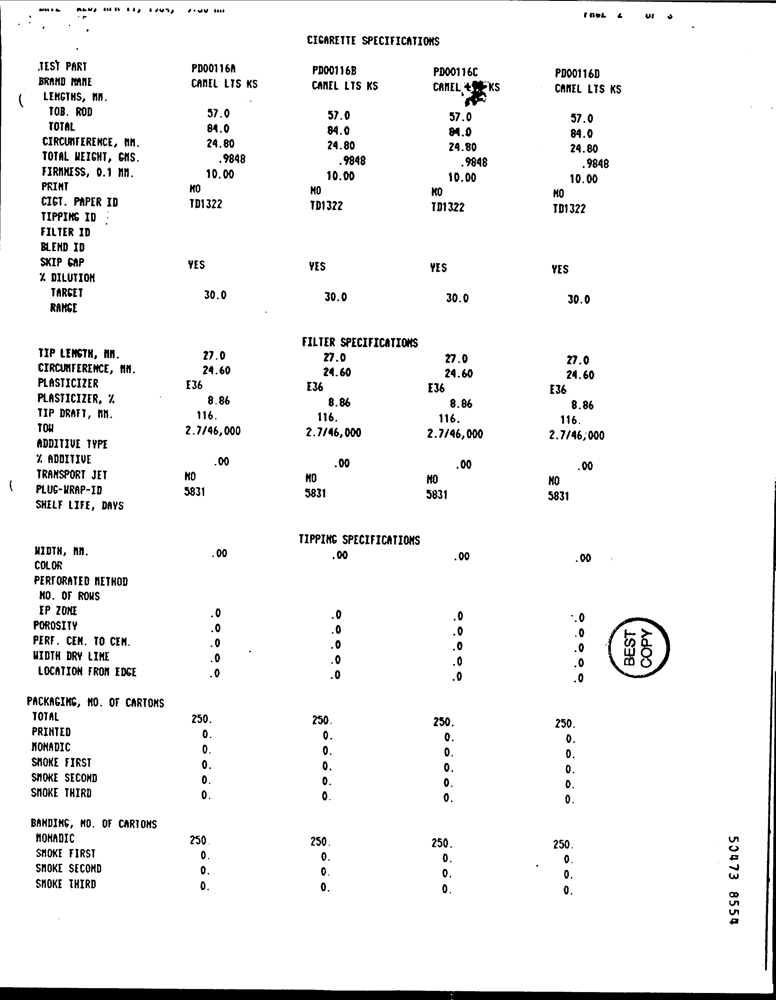 PAGE 2 OF 3
CIGARETTE SPECIFICATIONS
TEST PART PD00116A PD00116B PD00116C PD00116D
BRAND NAME CAMEL LTS KS CAMEL LTS KS CAMEL KS CAMEL LTS KS
LENGTHS, MM.
TOB. ROD 57.0 57.0 57.0 57.0
TOTAL 84.0 84.0 84.0 84.0
CIRCUMFERENCE, MM. 24.80 24.80 24.80 24.80
TOTAL WEIGHT, GMS. .9848 .9848 .9848 .9848
FIRMNESS, 0.1 MM. 10.00 10.00 10.00 10.00
PRINT NO NO NO NO
CIGT. PAPER ID TD1322 TD1322 TD1322 TD1322
TIPPING ID
FILTER ID
BLEND ID
SKIP GAP YES YES YES YES
% DILUTION
TARGET 30.0 30.0 30.0 30.0
RANGE
FILTER SPECIFICATIONS
TIP LENGTH, MM. 27.0 27.0 27.0 27.0
CIRCUMFERENCE, MM. 24.60 24.60 24.60 24.60
PLASTICIZER E36 E36 E36 E36
PLASTICIZER, % 8.86 8.86 8.86 8.86
TIP DRAFT, MM. 116. 116. 116. 116.
TOW 2.7/46,000 2.7/46,000 2.7/46,000 2.7/46,000
ADDITIVE TYPE
% ADDITIVE .00 .00 .00 .00
TRANSPORT JET NO NO NO NO
PLUG-WRAP-ID 5831 5831 5831 5831
SHELF LIFE, DAYS
TIPPING SPECIFICATIONS
WIDTH, MM. .00 .00 .00 .00
COLOR
PERFORATED METHOD
NO. OF ROWS
EP ZONE .0 .0 .0 .0
POROSITY .0 .0 .0 .0
PERF. CEN. TO CEN. .0 .0 .0 .0
WIDTH DRY LINE .0 .0 .0 .0
LOCATION FROM EDGE .0 .0 .0 .0
BEST
COPY
PACKAGING, NO. OF CARTONS
TOTAL 250. 250. 250. 250.
PRINTED 0. 0. 0. 0.
MONADIC 0. 0. 0. 0.
SMOKE FIRST 0. 0. 0. 0.
SMOKE SECOND 0. 0. 0. 0.
SMOKE THIRD 0. 0. 0. 0.
BANDING, NO. OF CARTONS
MONADIC 250. 250. 250. 250.
SMOKE FIRST 0. 0. 0. 0.
SMOKE SECOND 0. 0. 0. 0.
SMOKE THIRD 0. 0. 0. 0.
50473 8554